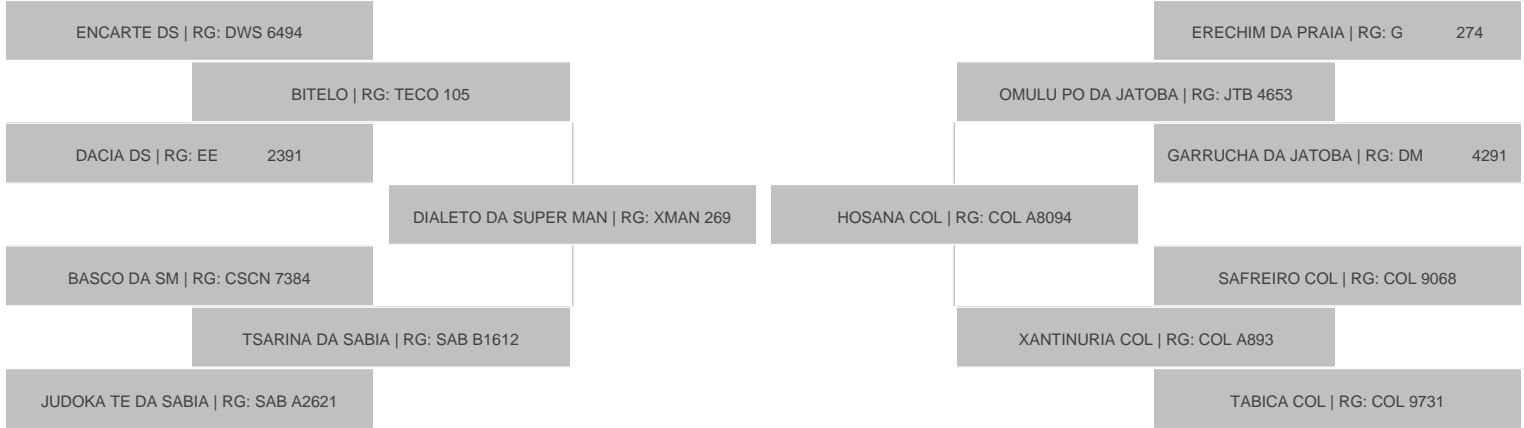 ENCARTE DS | RG: DWS 6494
ERECHIM DA PRAIA | RG: G 274
BITELO | RG: TECO 105
OMULU PO DA JATOBA | RG: JTB 4653
DACIA DS | RG: EE 2391
GARRUCHA DA JATOBA | RG: DM 4291
DIALETO DA SUPER MAN | RG: XMAN 269
HOSANA COL | RG: COL A8094
BASCO DA SM | RG: CSCN 7384
SAFREIRO COL | RG: COL 9068
TSARINA DA SABIA | RG: SAB B1612
XANTINURIA COL | RG: COL A893
JUDOKA TE DA SABIA | RG: SAB A2621
TABICA COL | RG: COL 9731